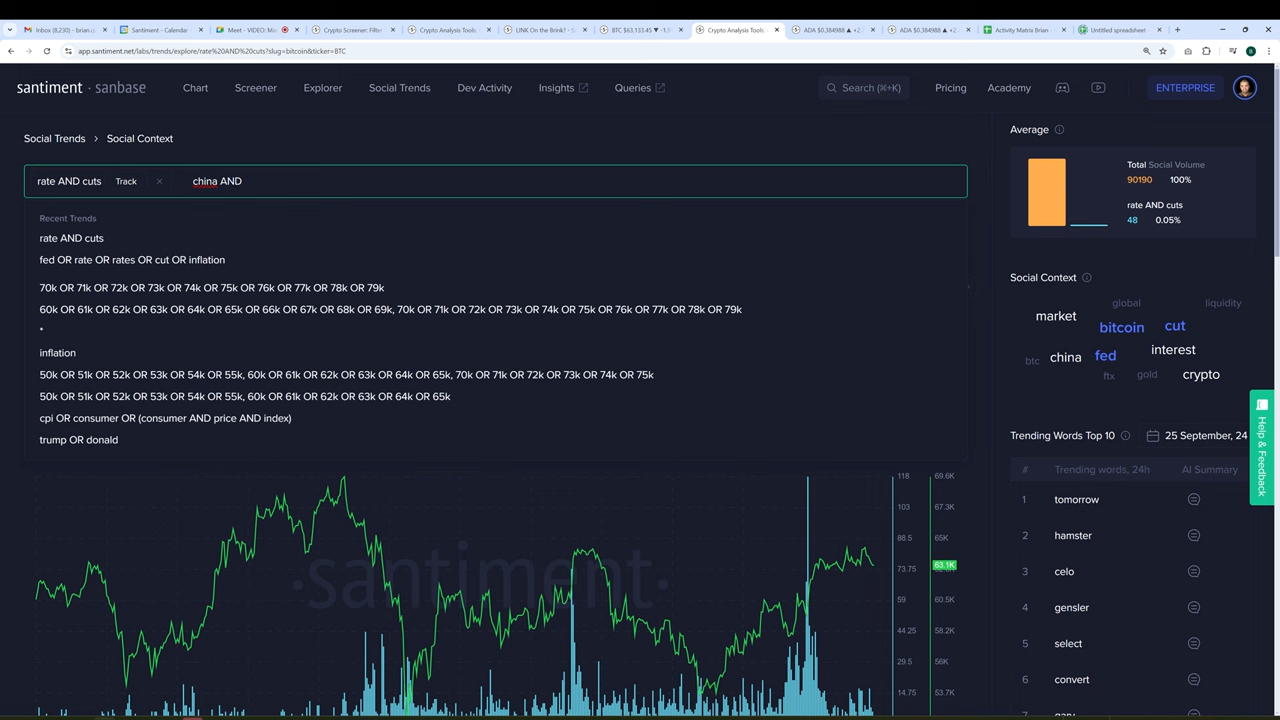 Inbox (8,230) - brian.q
Santiment - Calendar
Meet - VIDEO: Ma
Crypto Screener: Filter
Crypto Analysis Tools:
LINK On the Brink? - S
BTC $63,133.45 ▼ -1.5
Crypto Analysis Tools:
ADA $0.384988 ▲ +2.
ADA $0.384988 ▲ +2.
Activity Matrix Brian -
Untitled spreadsheet -
app.santiment.net/labs/trends/explore/rate%20AND%20cuts?slug=bitcoin&ticker=BTC
B
santiment · sanbase
Chart
Screener
Explorer
Social Trends
Dev Activity
Insights
Queries
Search (⌘+K)
Pricing
Academy
ENTERPRISE
Social Trends > Social Context
rate AND cuts Track × china AND
Recent Trends
rate AND cuts
fed OR rate OR rates OR cut OR inflation
70k OR 71k OR 72k OR 73k OR 74k OR 75k OR 76k OR 77k OR 78k OR 79k
60k OR 61k OR 62k OR 63k OR 64k OR 65k OR 66k OR 67k OR 68k OR 69k, 70k OR 71k OR 72k OR 73k OR 74k OR 75k OR 76k OR 77k OR 78k OR 79k
*
inflation
50k OR 51k OR 52k OR 53k OR 54k OR 55k, 60k OR 61k OR 62k OR 63k OR 64k OR 65k, 70k OR 71k OR 72k OR 73k OR 74k OR 75k
50k OR 51k OR 52k OR 53k OR 54k OR 55k, 60k OR 61k OR 62k OR 63k OR 64k OR 65k
cpi OR consumer OR (consumer AND price AND index)
trump OR donald
·santiment·
118 69.6K
103 67.3K
88.5 65K
73.75
63.1K
59 60.5K
44.25 58.2K
29.5 56K
14.75 53.7K
Average
Total Social Volume
90190 100%
rate AND cuts
48 0.05%
Social Context
global liquidity
market bitcoin cut
btc china fed interest
ftx gold crypto
Help & Feedback
Trending Words Top 10 25 September, 24
# Trending words, 24h AI Summary
1 tomorrow
2 hamster
3 celo
4 gensler
5 select
6 convert
7 gary